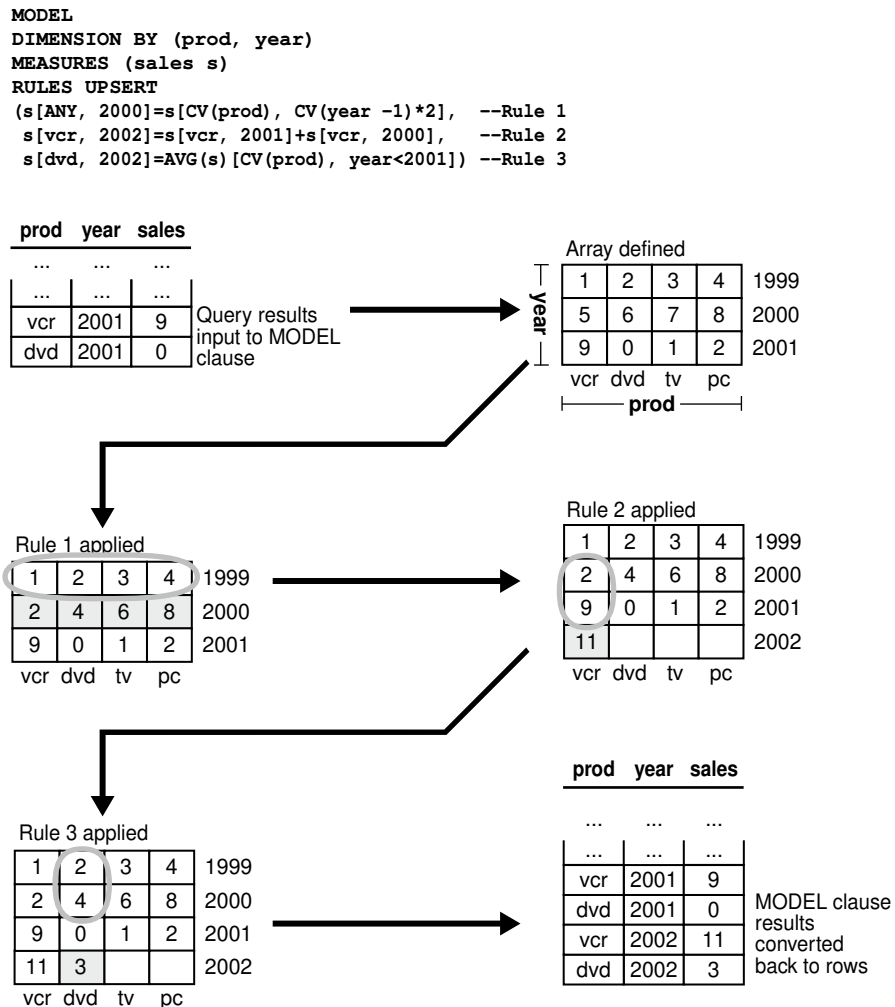 MODEL
DIMENSION BY (prod, year)
MEASURES (sales s)
RULES UPSERT
(s[ANY, 2000]=s[CV(prod), CV(year −1)*2], −−Rule 1
s[vcr, 2002]=s[vcr, 2001]+s[vcr, 2000], −−Rule 2
s[dvd, 2002]=AVG(s)[CV(prod), year<2001]) −−Rule 3
prod year sales
... ... ...
... ... ...
vcr 2001 9
dvd 2001 0
Query results
input to MODEL
clause
Array defined
year
1 2 3 4 1999
5 6 7 8 2000
9 0 1 2 2001
vcr dvd tv pc
prod
Rule 1 applied
1 2 3 4 1999
2 4 6 8 2000
9 0 1 2 2001
vcr dvd tv pc
Rule 2 applied
1 2 3 4 1999
2 4 6 8 2000
9 0 1 2 2001
11 2002
vcr dvd tv pc
Rule 3 applied
1 2 3 4 1999
2 4 6 8 2000
9 0 1 2 2001
11 3 2002
vcr dvd tv pc
prod year sales
... ... ...
... ... ...
vcr 2001 9
dvd 2001 0
vcr 2002 11
dvd 2002 3
MODEL clause
results
converted
back to rows